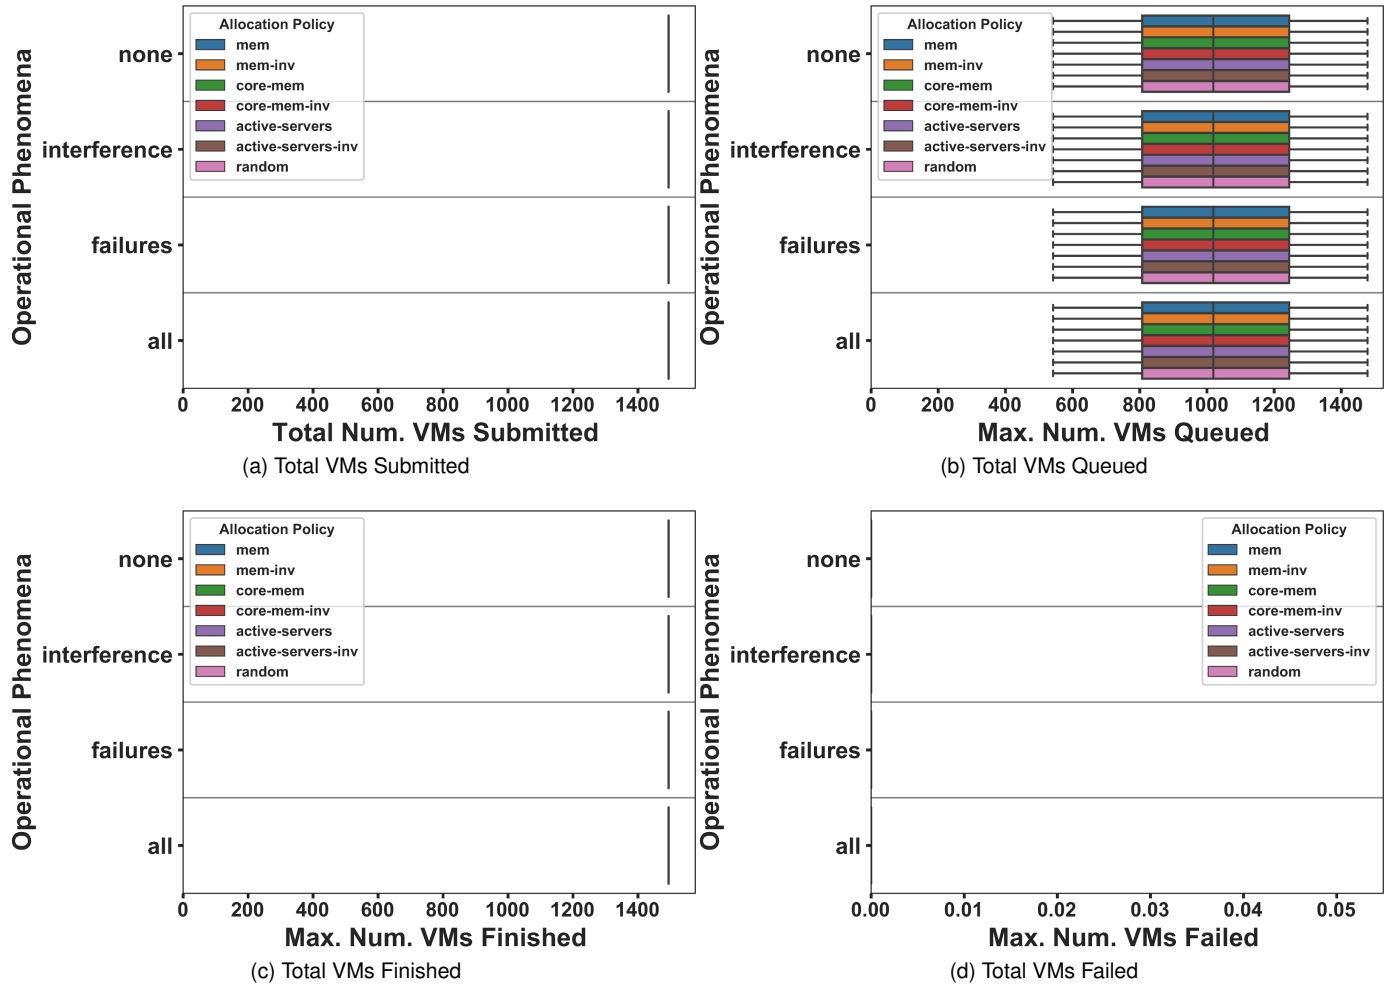 Allocation Policy
mem
mem-inv
core-mem
core-mem-inv
active-servers
active-servers-inv
random
none
interference
failures
all
Operational Phenomena
0 200 400 600 800 1000 1200 1400
Total Num. VMs Submitted
(a) Total VMs Submitted
Allocation Policy
mem
mem-inv
core-mem
core-mem-inv
active-servers
active-servers-inv
random
none
interference
failures
all
Operational Phenomena
0 200 400 600 800 1000 1200 1400
Max. Num. VMs Queued
(b) Total VMs Queued
Allocation Policy
mem
mem-inv
core-mem
core-mem-inv
active-servers
active-servers-inv
random
none
interference
failures
all
Operational Phenomena
0 200 400 600 800 1000 1200 1400
Max. Num. VMs Finished
(c) Total VMs Finished
Allocation Policy
mem
mem-inv
core-mem
core-mem-inv
active-servers
active-servers-inv
random
none
interference
failures
all
Operational Phenomena
0.00 0.01 0.02 0.03 0.04 0.05
Max. Num. VMs Failed
(d) Total VMs Failed